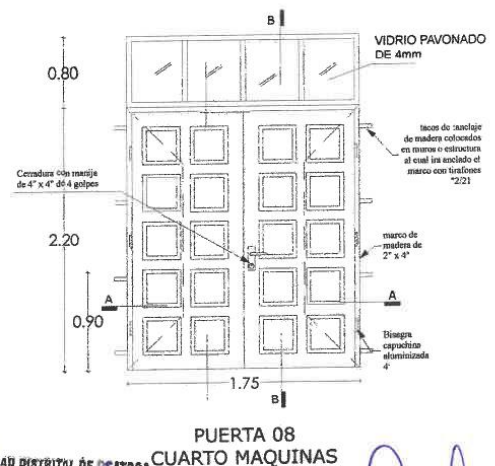 B
VIDRIO PAVONADO
DE 4mm
0.80
tacos de anclaje
de madera colocados
en muros o estructura
al cual ira anclado el
marco con tirafones
Cerradura con manija
de 4" x 4" de 4 golpes
2.20
marco de
madera de
2" x 4"
A
A
0.90
Bisagra
capuchina
aluminizada
1.75
B
PUERTA 08
CUARTO MAQUINAS
DISTRITAL DE